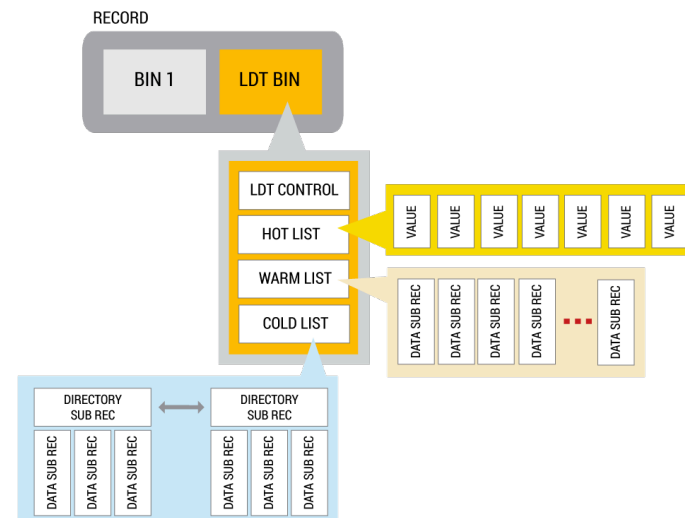 RECORD
BIN 1
LDT BIN
LDT CONTROL
HOT LIST
WARM LIST
COLD LIST
VALUE
VALUE
VALUE
VALUE
VALUE
VALUE
VALUE
DATA SUB REC
DATA SUB REC
DATA SUB REC
DATA SUB REC
DATA SUB REC
DIRECTORY
SUB REC
DIRECTORY
SUB REC
DATA SUB REC
DATA SUB REC
DATA SUB REC
DATA SUB REC
DATA SUB REC
DATA SUB REC